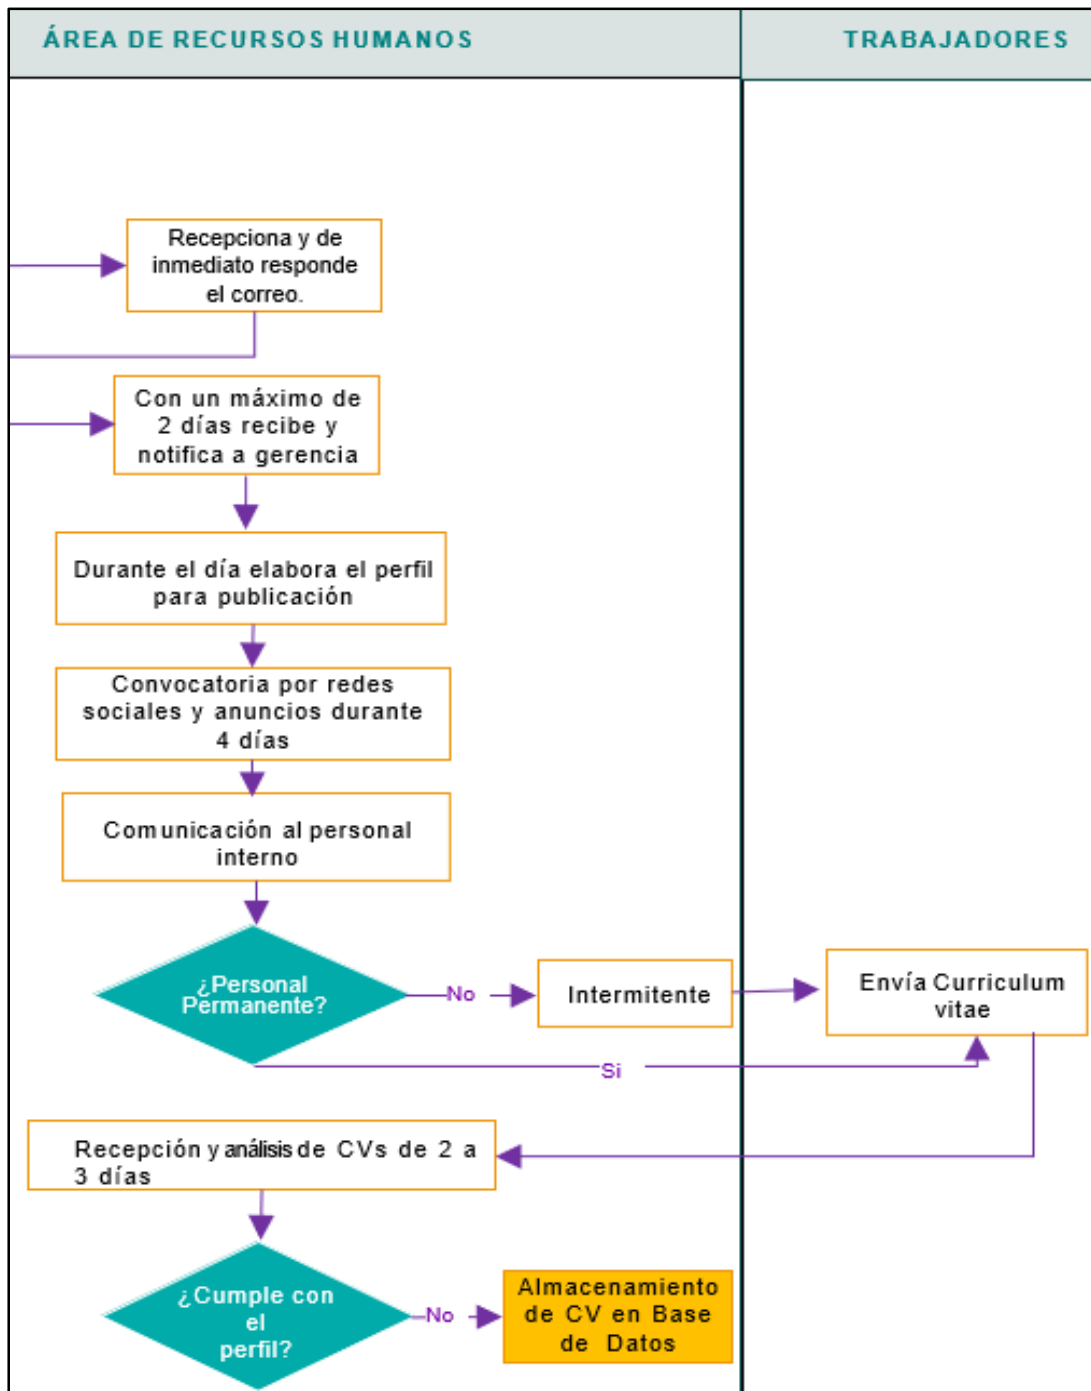 ÁREA DE RECURSOS HUMANOS
TRABAJADORES
Recepciona y de
inmediato responde
el correo.
Con un máximo de
2 días recibe y
notifica a gerencia
Durante el día elabora el perfil
para publicación
Convocatoria por redes
sociales y anuncios durante
4 días
Comunicación al personal
interno
¿Personal
Permanente?
No
Intermitente
Envía Curriculum
vitae
Si
Recepción y análisis de CVs de 2 a
3 días
¿Cumple con
el
perfil?
No
Almacenamiento
de CV en Base
de Datos